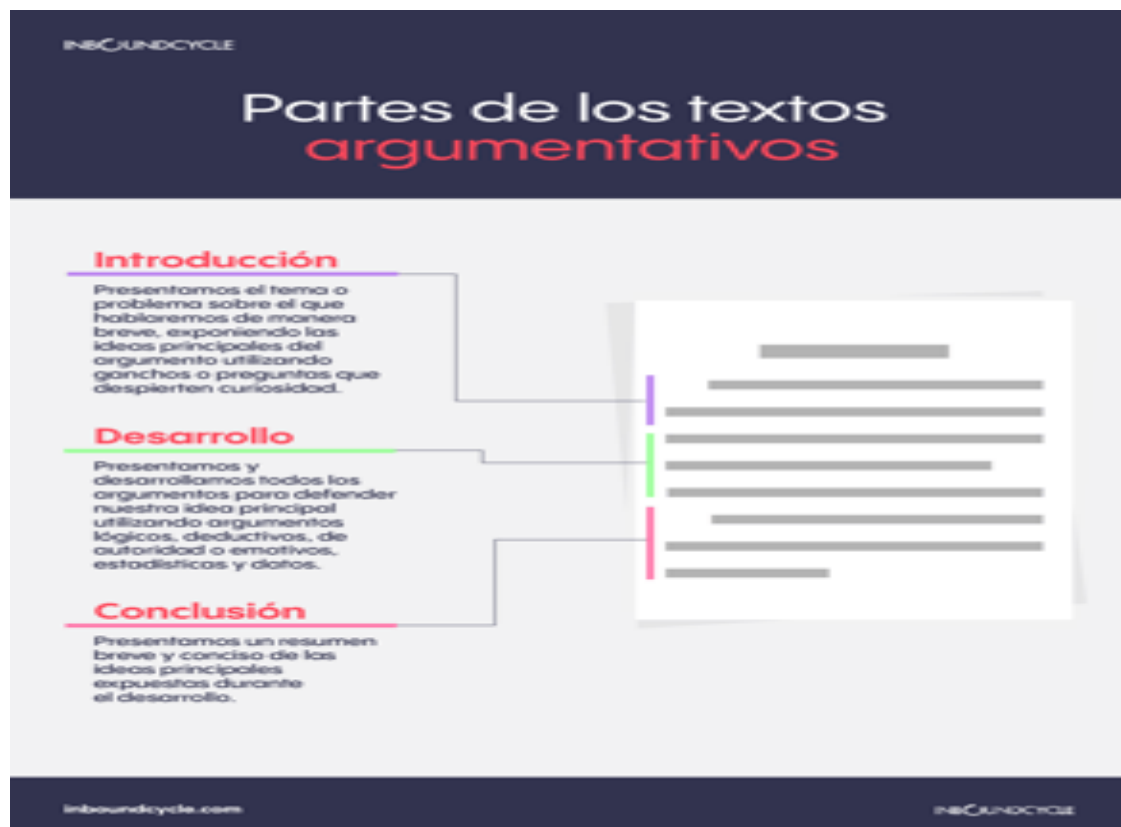 INBOUNDCYCLE
Partes de los textos
argumentativos
Introducción
Presentamos el tema o
problema sobre el que
hablaremos de manera
breve, exponiendo las
ideas principales del
argumento utilizando
ganchos o preguntas que
despierten curiosidad.
Desarrollo
Presentamos y
desarrollamos todos los
argumentos para defender
nuestra idea principal
utilizando argumentos
lógicos, deductivos, de
autoridad o emotivos,
estadísticas y datos.
Conclusión
Presentamos un resumen
breve y conciso de las
ideas principales
expuestas durante
el desarrollo.
inboundcycle.com
INBOUNDCYCLE